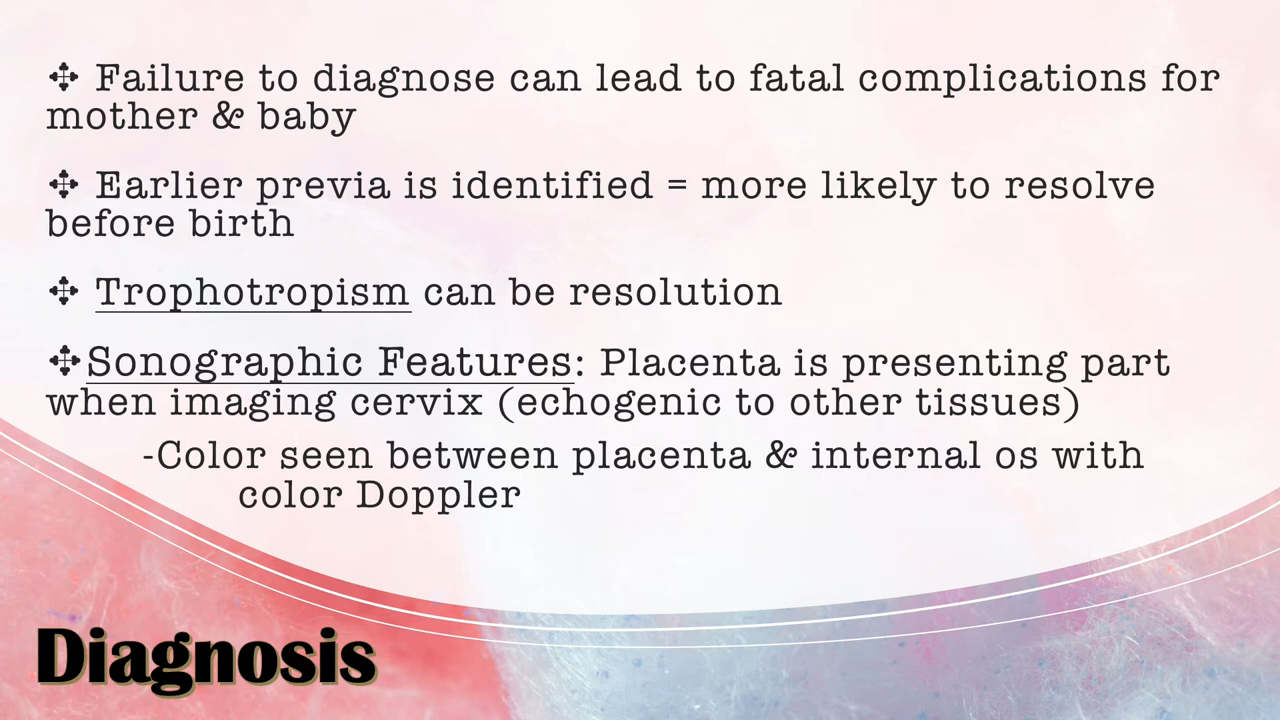 ✣ Failure to diagnose can lead to fatal complications for
mother & baby
✣ Earlier previa is identified = more likely to resolve
before birth
✣ Trophotropism can be resolution
✣Sonographic Features: Placenta is presenting part
when imaging cervix (echogenic to other tissues)
-Color seen between placenta & internal os with
color Doppler
Diagnosis